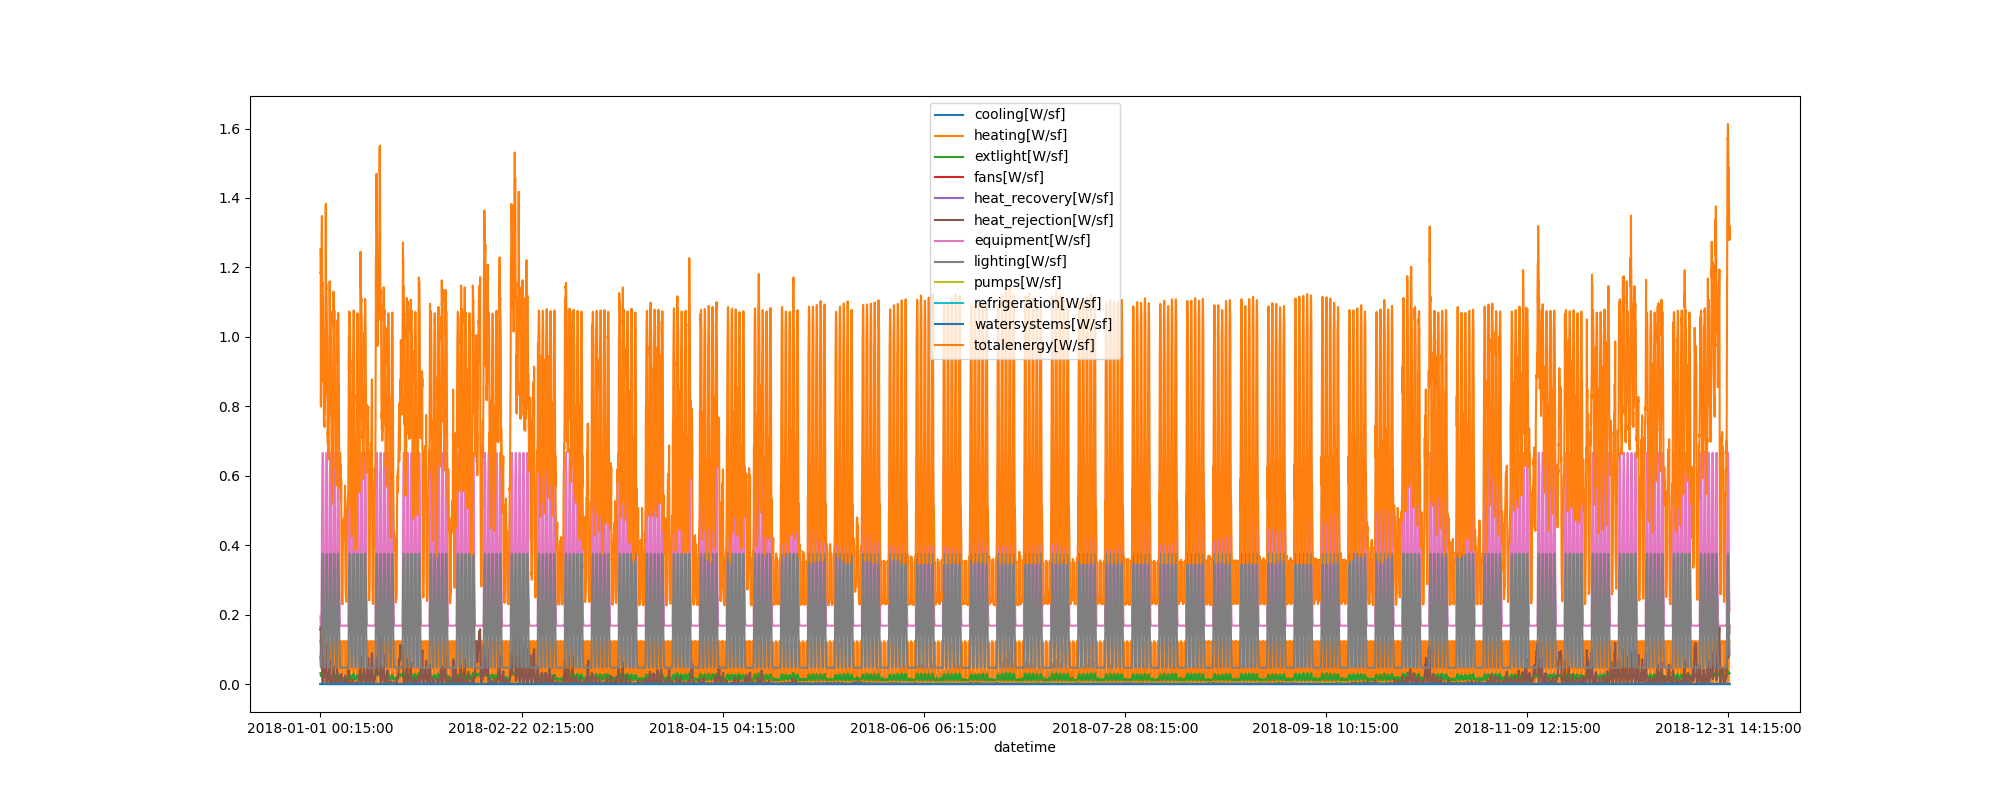 1.6
1.4
1.2
1.0
0.8
0.6
0.4
0.2
0.0
cooling[W/sf]
heating[W/sf]
extlight[W/sf]
fans[W/sf]
heat_recovery[W/sf]
heat_rejection[W/sf]
equipment[W/sf]
lighting[W/sf]
pumps[W/sf]
refrigeration[W/sf]
watersystems[W/sf]
totalenergy[W/sf]
2018-01-01 00:15:00 2018-02-22 02:15:00 2018-04-15 04:15:00 2018-06-06 06:15:00 2018-07-28 08:15:00 2018-09-18 10:15:00 2018-11-09 12:15:00 2018-12-31 14:15:00
datetime